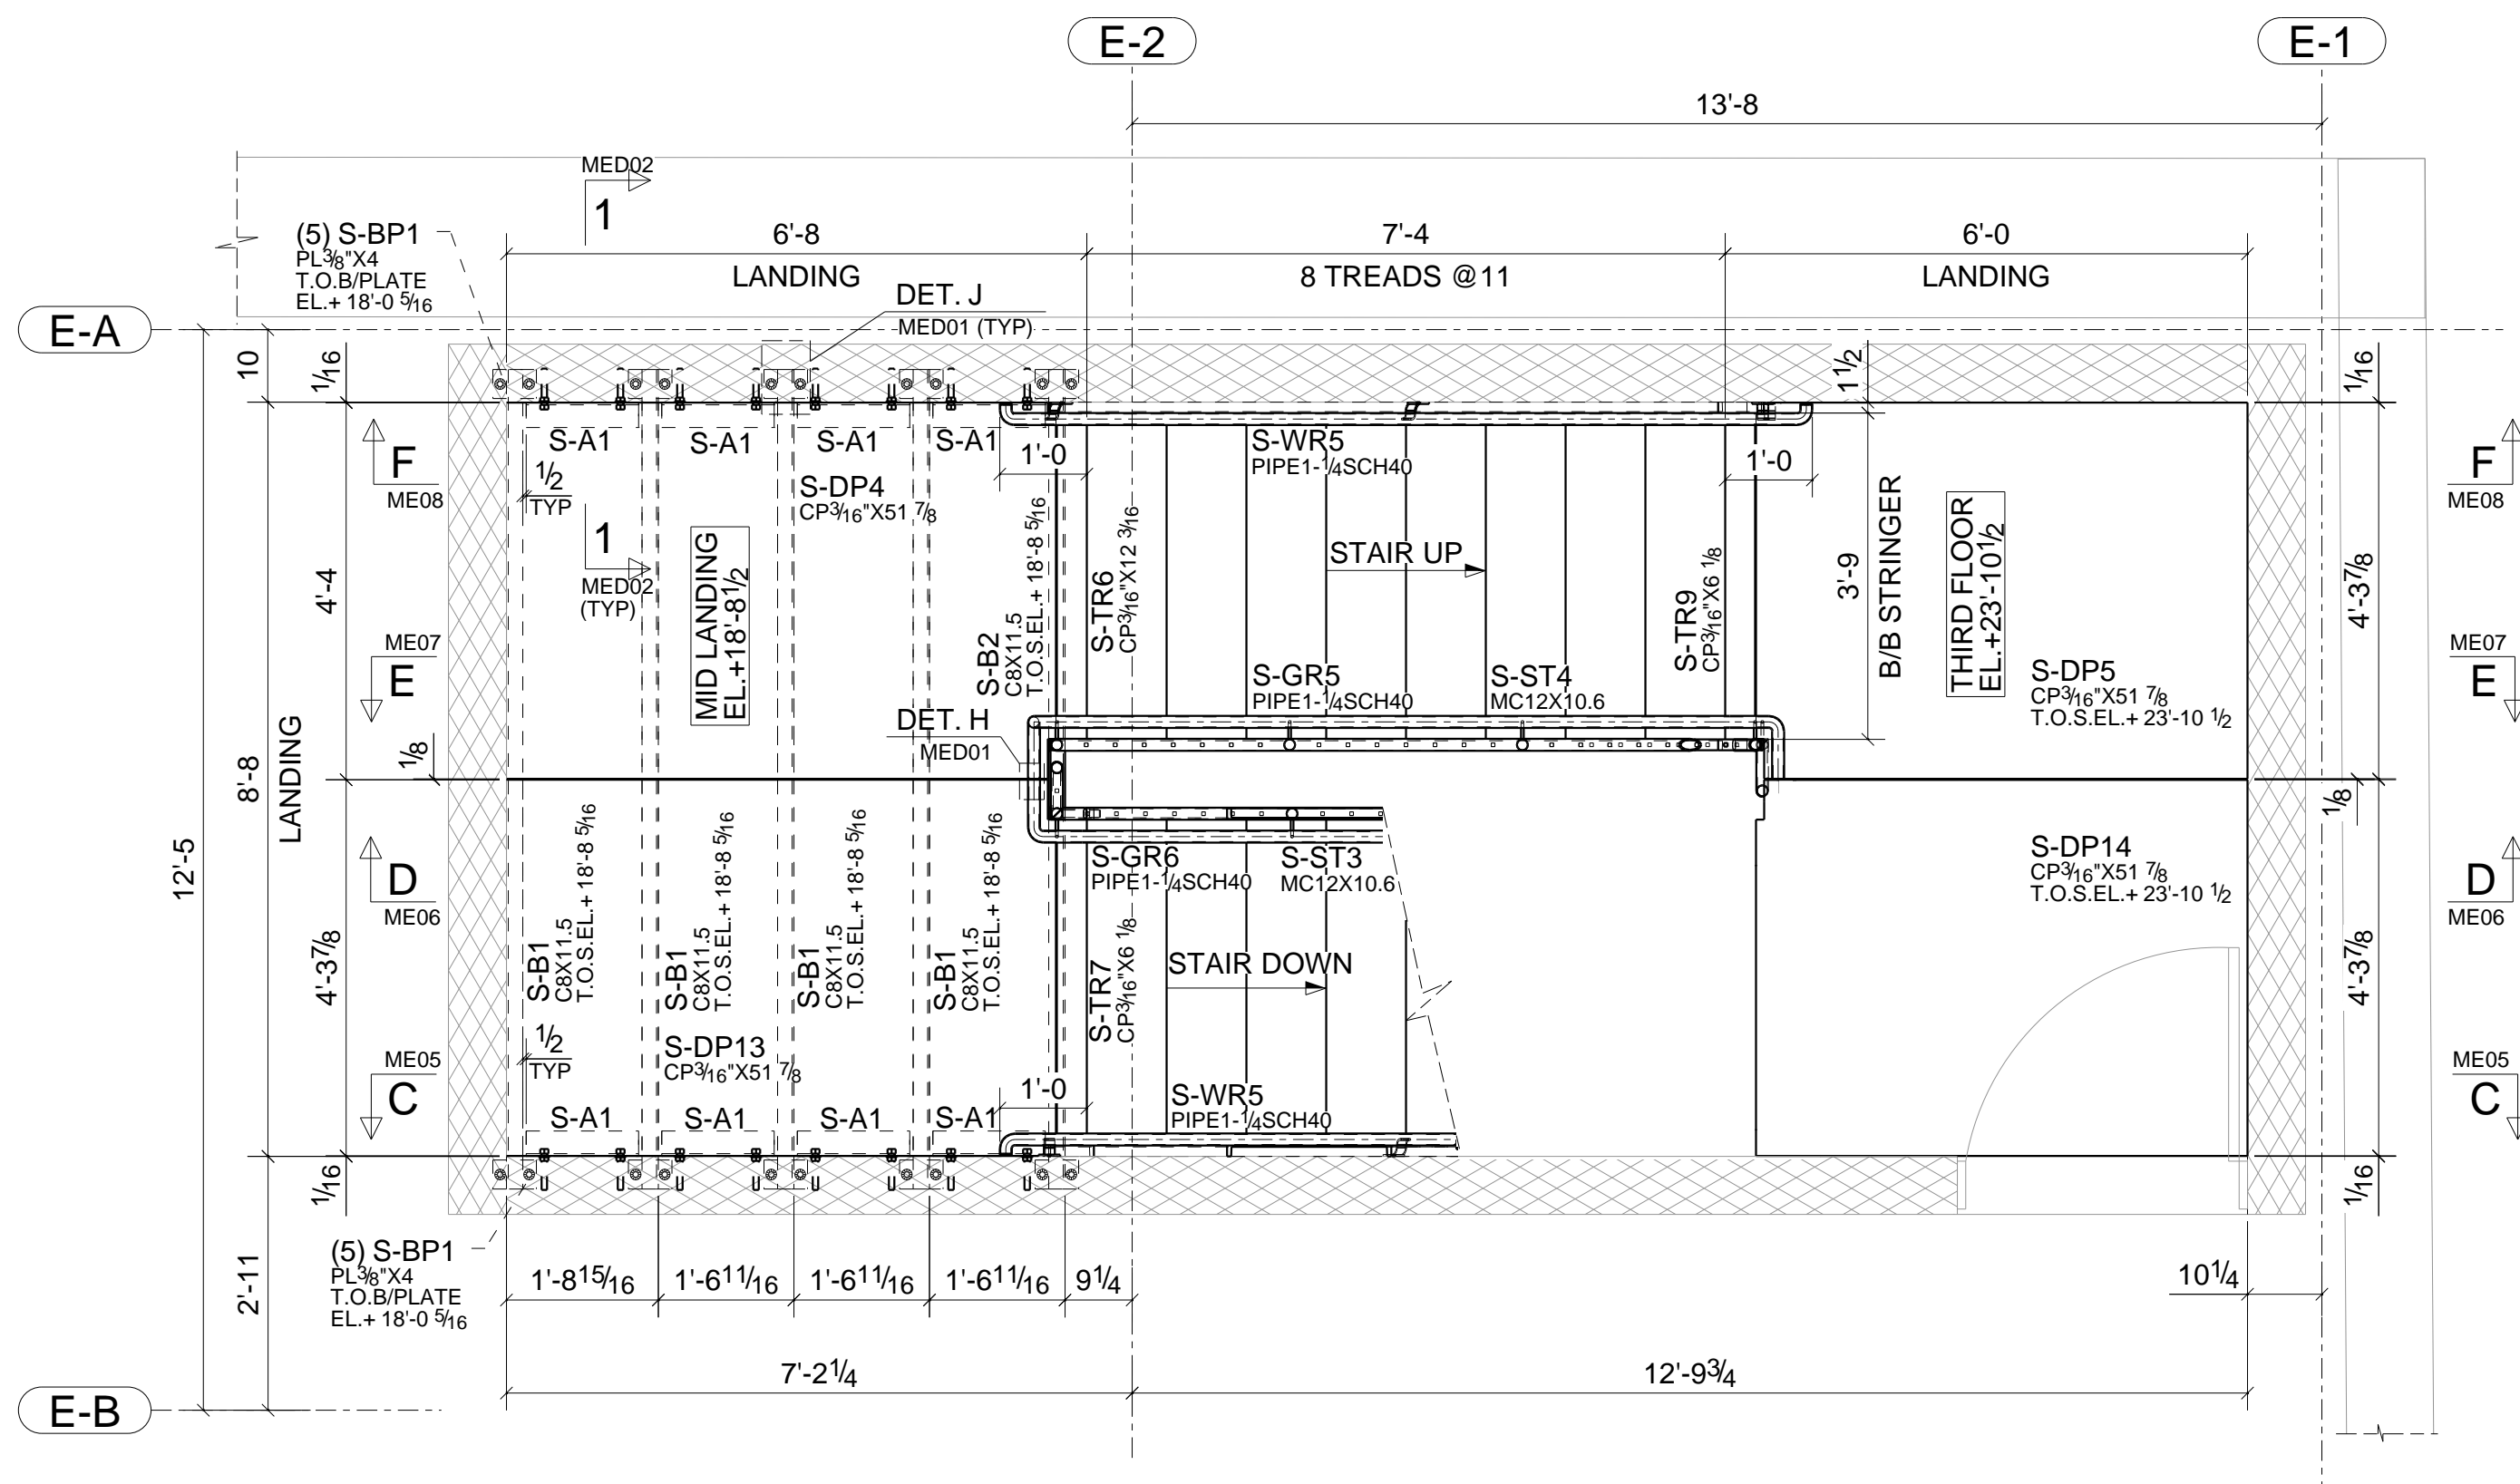 E-2
E-1
13'-8
MED02
1
(5) S-BP1
PL3/8"X4
T.O.B/PLATE
EL.+ 18'-0 5/16
6'-8
LANDING
7'-4
8 TREADS @11
6'-0
LANDING
DET. J
MED01 (TYP)
E-A
10
1/16
1 1/2
1/16
S-A1
S-A1
S-A1
S-A1
F
ME08
1/2
TYP
S-DP4
CP3/16"X51 7/8
1'-0
S-WR5
PIPE1-1/4SCH40
1'-0
F
ME08
1
MED02
(TYP)
MID LANDING
EL.+18'-8 1/2
S-B2
C8X11.5
T.O.S.EL.+ 18'-8 5/16
S-TR6
CP3/16"X12 3/16
STAIR UP
S-TR9
CP3/16"X6 1/8
3'-9
B/B STRINGER
THIRD FLOOR
EL.+23'-10 1/2
4'-4
4'-3 7/8
ME07
E
S-GR5
PIPE1-1/4SCH40
S-ST4
MC12X10.6
S-DP5
CP3/16"X51 7/8
T.O.S.EL.+ 23'-10 1/2
ME07
E
DET. H
MED01
8'-8
LANDING
1/8
1/8
12'-5
D
ME06
S-GR6
PIPE1-1/4SCH40
S-ST3
MC12X10.6
S-DP14
CP3/16"X51 7/8
T.O.S.EL.+ 23'-10 1/2
D
ME06
4'-3 7/8
S-B1
C8X11.5
T.O.S.EL.+ 18'-8 5/16
S-B1
C8X11.5
T.O.S.EL.+ 18'-8 5/16
S-B1
C8X11.5
T.O.S.EL.+ 18'-8 5/16
S-B1
C8X11.5
T.O.S.EL.+ 18'-8 5/16
S-TR7
CP3/16"X6 1/8
STAIR DOWN
4'-3 7/8
1/2
TYP
S-DP13
CP3/16"X51 7/8
ME05
C
1'-0
S-WR5
PIPE1-1/4SCH40
ME05
C
S-A1
S-A1
S-A1
S-A1
1/16
1/16
2'-11
(5) S-BP1
PL3/8"X4
T.O.B/PLATE
EL.+ 18'-0 5/16
1'-8 15/16
1'-6 11/16
1'-6 11/16
1'-6 11/16
9 1/4
10 1/4
7'-2 1/4
12'-9 3/4
E-B